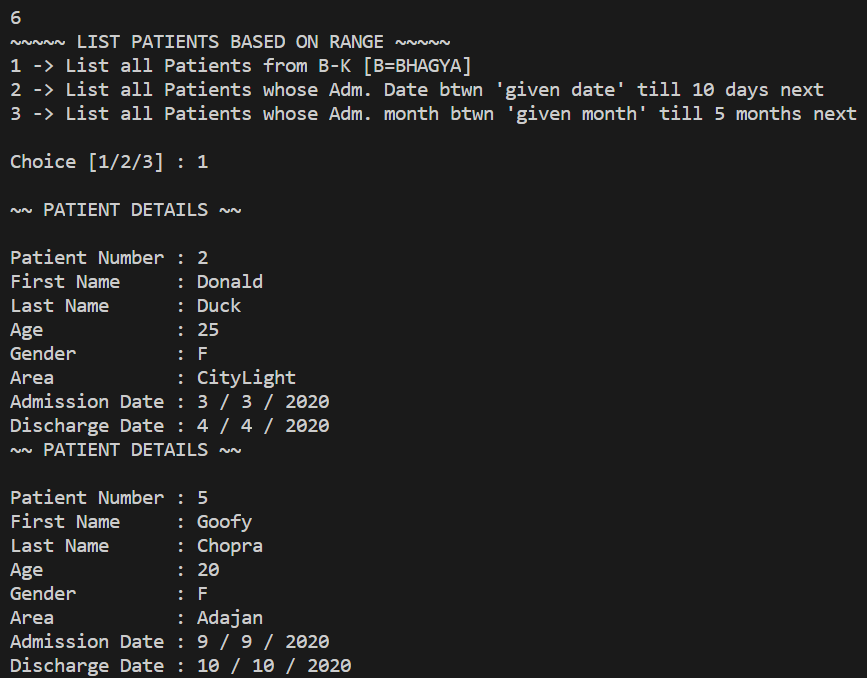 6
~~~~~ LIST PATIENTS BASED ON RANGE ~~~~~
1 -> List all Patients from B-K [B=BHAGYA]
2 -> List all Patients whose Adm. Date btwn 'given date' till 10 days next
3 -> List all Patients whose Adm. month btwn 'given month' till 5 months next
Choice [1/2/3] : 1
~~ PATIENT DETAILS ~~
Patient Number : 2
First Name     : Donald
Last Name      : Duck
Age            : 25
Gender         : F
Area           : CityLight
Admission Date : 3 / 3 / 2020
Discharge Date : 4 / 4 / 2020
~~ PATIENT DETAILS ~~
Patient Number : 5
First Name     : Goofy
Last Name      : Chopra
Age            : 20
Gender         : F
Area           : Adajan
Admission Date : 9 / 9 / 2020
Discharge Date : 10 / 10 / 2020